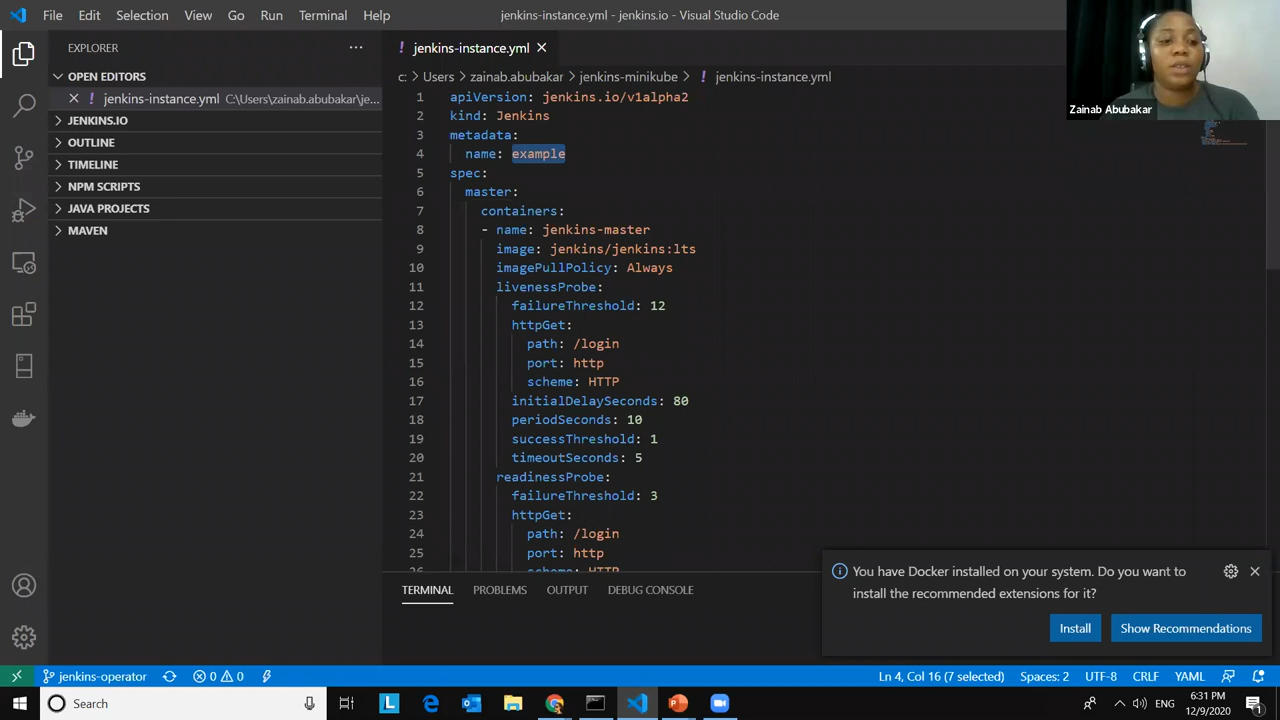 File Edit Selection View Go Run Terminal Help jenkins-instance.yml - jenkins.io - Visual Studio Code
Zainab Abubakar
EXPLORER ···
OPEN EDITORS
! jenkins-instance.yml C:\Users\zainab.abubakar\je...
JENKINS.IO
OUTLINE
TIMELINE
NPM SCRIPTS
JAVA PROJECTS
MAVEN
! jenkins-instance.yml
c: > Users > zainab.abubakar > jenkins-minikube > ! jenkins-instance.yml
1 apiVersion: jenkins.io/v1alpha2
2 kind: Jenkins
3 metadata:
4 name: example
5 spec:
6 master:
7 containers:
8 - name: jenkins-master
9 image: jenkins/jenkins:lts
10 imagePullPolicy: Always
11 livenessProbe:
12 failureThreshold: 12
13 httpGet:
14 path: /login
15 port: http
16 scheme: HTTP
17 initialDelaySeconds: 80
18 periodSeconds: 10
19 successThreshold: 1
20 timeoutSeconds: 5
21 readinessProbe:
22 failureThreshold: 3
23 httpGet:
24 path: /login
25 port: http
26 scheme: HTTP
TERMINAL PROBLEMS OUTPUT DEBUG CONSOLE
You have Docker installed on your system. Do you want to
install the recommended extensions for it?
Install Show Recommendations
jenkins-operator 0 0 Ln 4, Col 16 (7 selected) Spaces: 2 UTF-8 CRLF YAML
Search
ENG
6:31 PM
12/9/2020
1